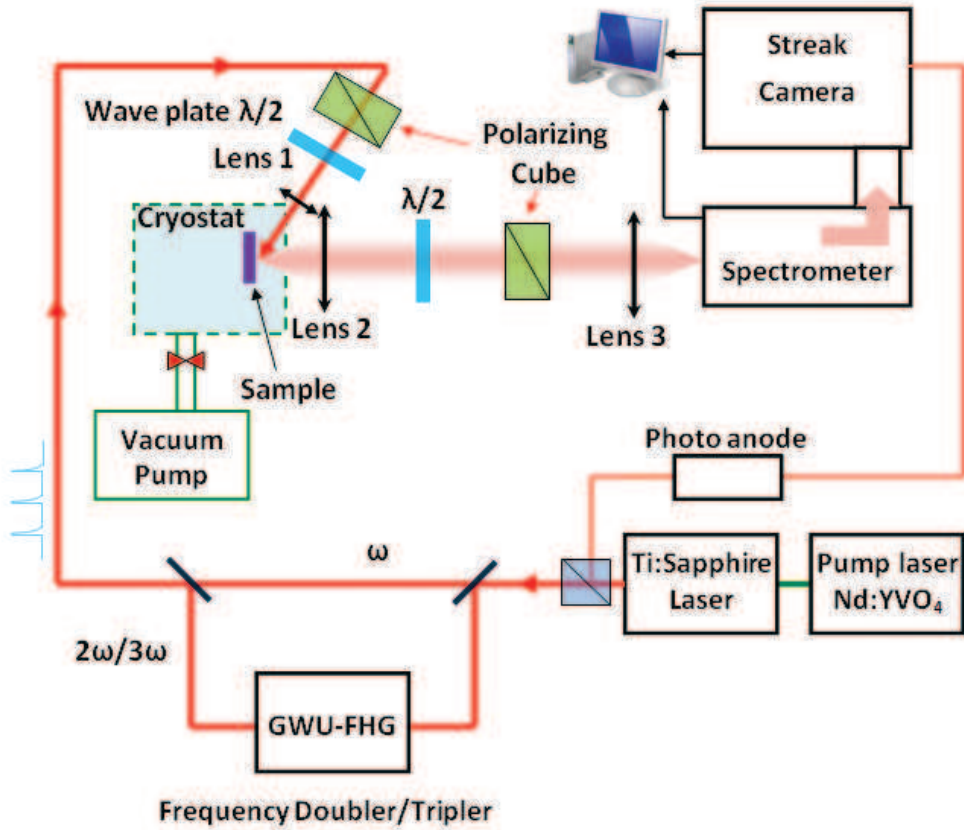 Streak
Camera
Wave plate λ/2
Polarizing
Cube
Lens 1
Cryostat
λ/2
Spectrometer
Lens 2
Lens 3
Sample
Vacuum
Pump
Photo anode
ω
Ti:Sapphire
Laser
Pump laser
Nd:YVO₄
2ω/3ω
GWU-FHG
Frequency Doubler/Tripler